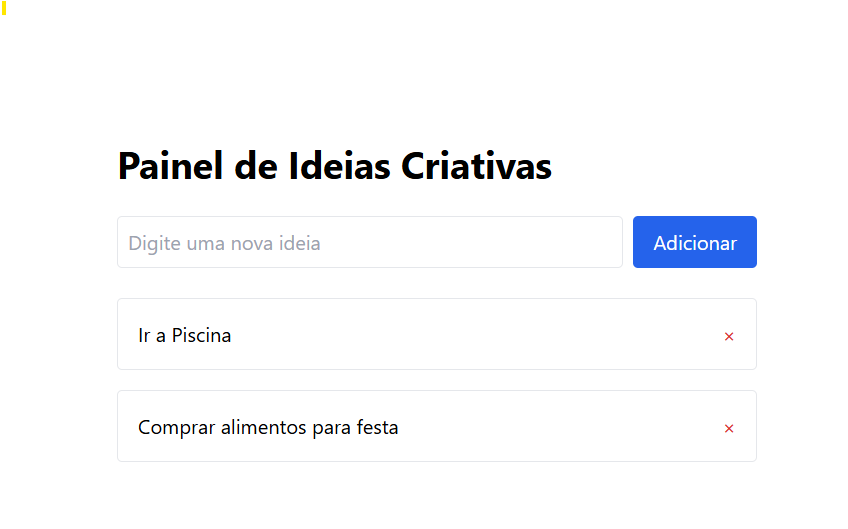 Painel de Ideias Criativas
Digite uma nova ideia
Adicionar
Ir a Piscina
×
Comprar alimentos para festa
×